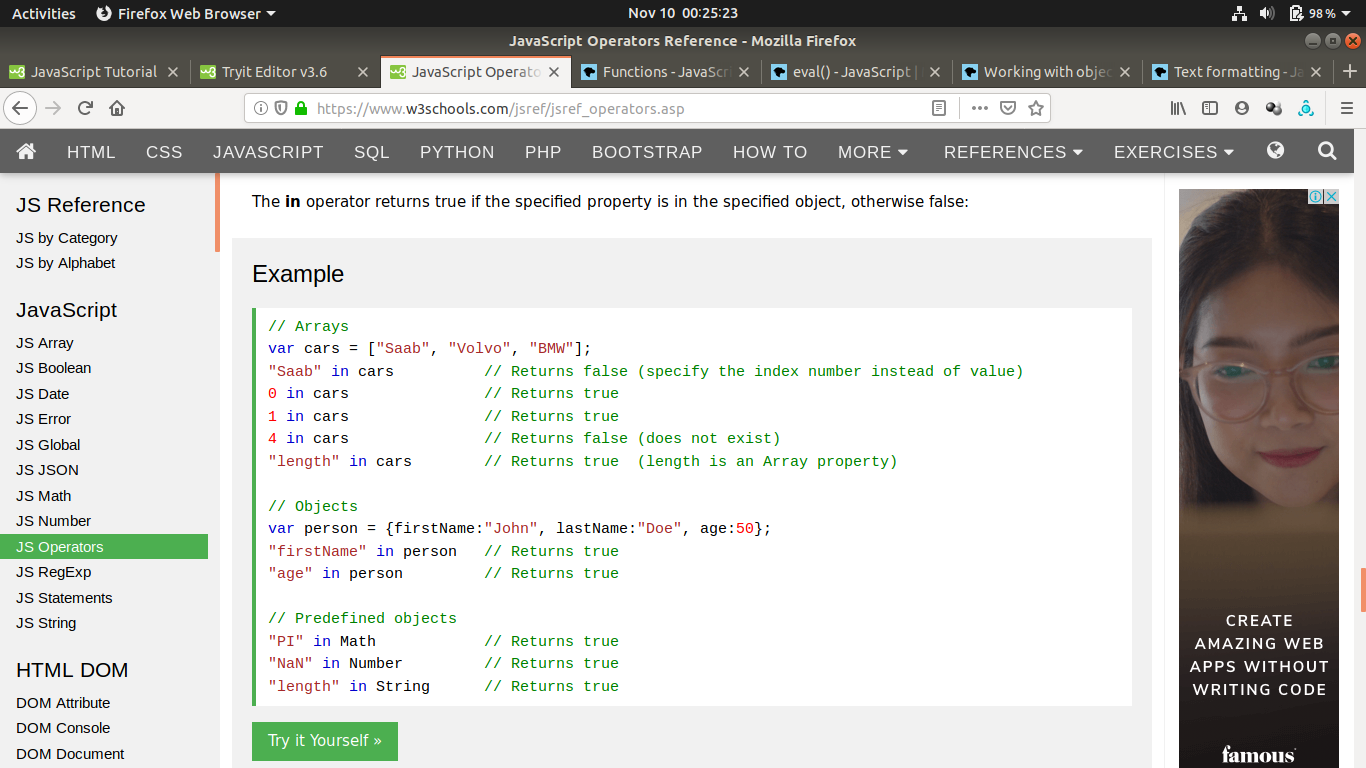 Activities Firefox Web Browser Nov 10 00:25:23 98%
JavaScript Operators Reference - Mozilla Firefox
JavaScript Tutorial Tryit Editor v3.6 JavaScript Operato Functions - JavaScr eval() - JavaScript | Working with objec Text formatting - Ja
https://www.w3schools.com/jsref/jsref_operators.asp
HTML CSS JAVASCRIPT SQL PYTHON PHP BOOTSTRAP HOW TO MORE REFERENCES EXERCISES
JS Reference
JS by Category
JS by Alphabet
JavaScript
JS Array
JS Boolean
JS Date
JS Error
JS Global
JS JSON
JS Math
JS Number
JS Operators
JS RegExp
JS Statements
JS String
HTML DOM
DOM Attribute
DOM Console
DOM Document
The in operator returns true if the specified property is in the specified object, otherwise false:
Example
// Arrays
var cars = ["Saab", "Volvo", "BMW"];
"Saab" in cars          // Returns false (specify the index number instead of value)
0 in cars               // Returns true
1 in cars               // Returns true
4 in cars               // Returns false (does not exist)
"length" in cars        // Returns true  (length is an Array property)
// Objects
var person = {firstName:"John", lastName:"Doe", age:50};
"firstName" in person   // Returns true
"age" in person         // Returns true
// Predefined objects
"PI" in Math            // Returns true
"NaN" in Number         // Returns true
"length" in String      // Returns true
Try it Yourself »
CREATE
AMAZING WEB
APPS WITHOUT
WRITING CODE
famous